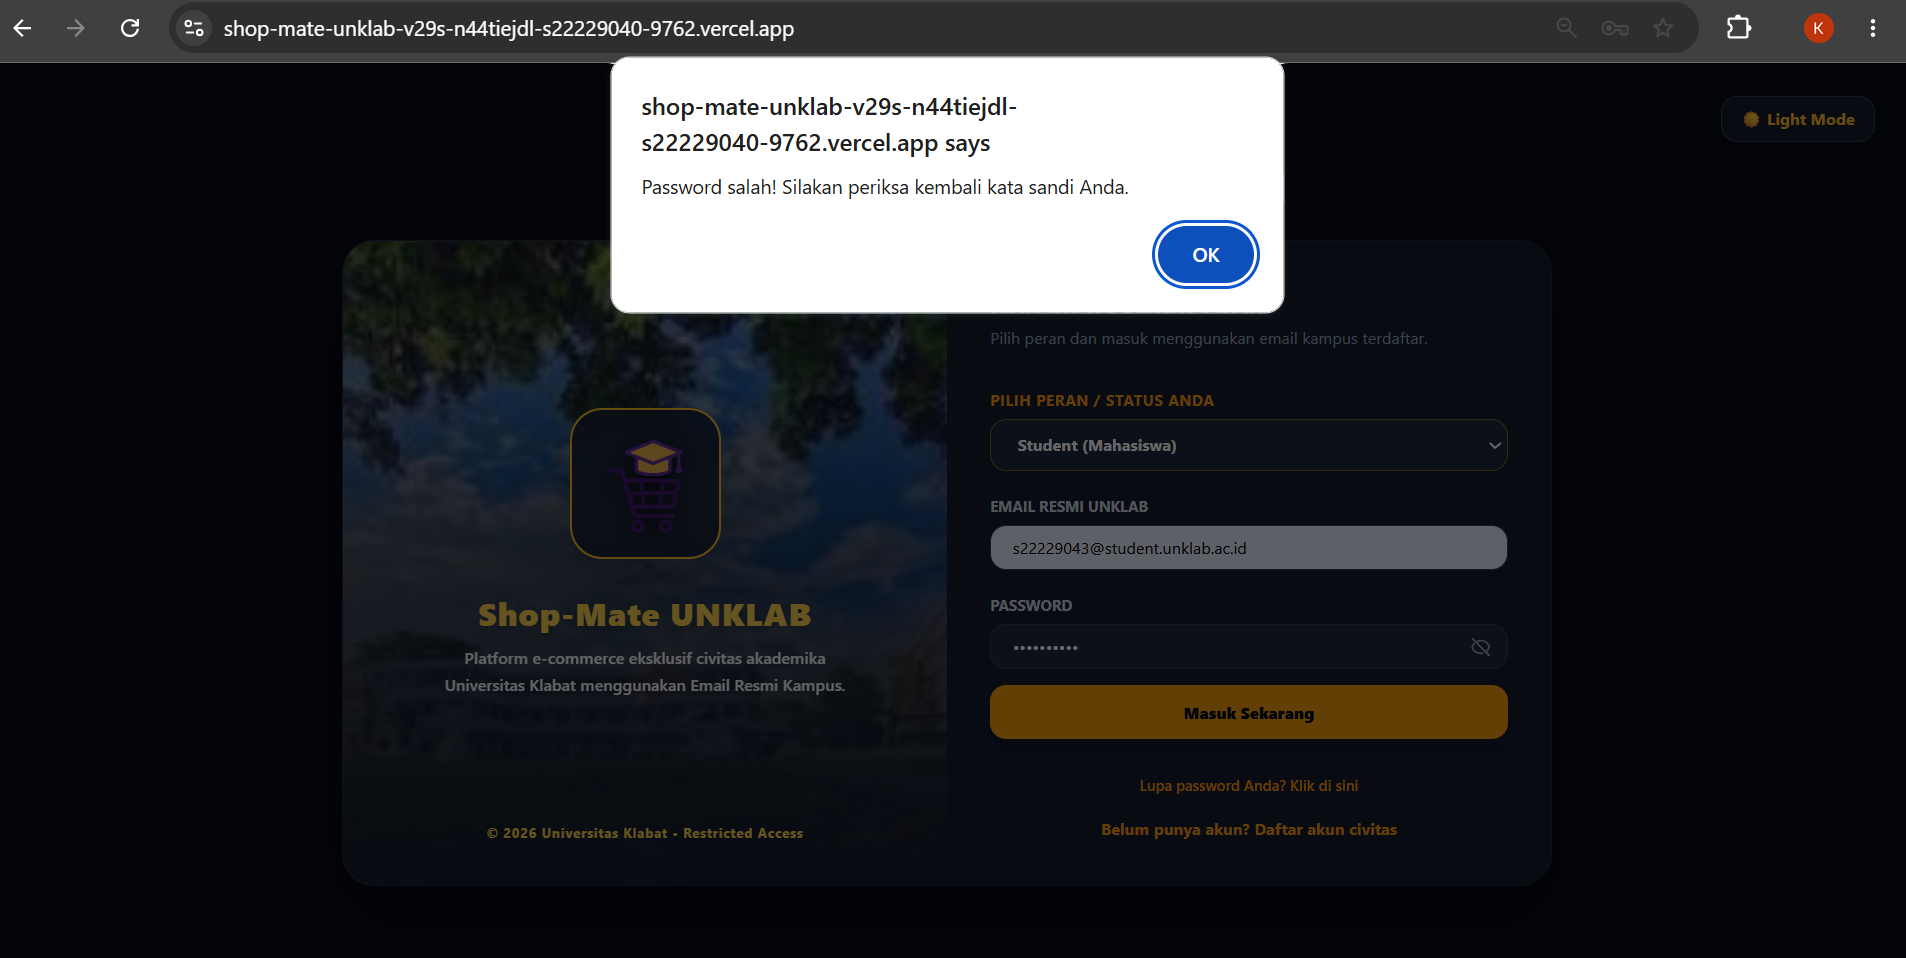 shop-mate-unklab-v29s-n44tiejdl-s22229040-9762.vercel.app
K
shop-mate-unklab-v29s-n44tiejdl-
s22229040-9762.vercel.app says
Password salah! Silakan periksa kembali kata sandi Anda.
OK
Light Mode
Shop-Mate UNKLAB
Platform e-commerce eksklusif civitas akademika
Universitas Klabat menggunakan Email Resmi Kampus.
© 2026 Universitas Klabat • Restricted Access
Pilih peran dan masuk menggunakan email kampus terdaftar.
PILIH PERAN / STATUS ANDA
Student (Mahasiswa)
EMAIL RESMI UNKLAB
s22229043@student.unklab.ac.id
PASSWORD
••••••••••
Masuk Sekarang
Lupa password Anda? Klik di sini
Belum punya akun? Daftar akun civitas